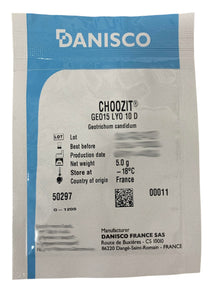 DANISCO
CHOOZIT®
GEO15 LYO 10 D
Geotrichum candidum
LOT Lot
Best before
Production date
Net weight 5.0 g
Store at -18°C
Country of origin France
50297 00011
G-1205
Manufacturer
DANISCO FRANCE SAS
Route de Buxières - CS 10010
86220 Dangé-Saint-Romain - FRANCE